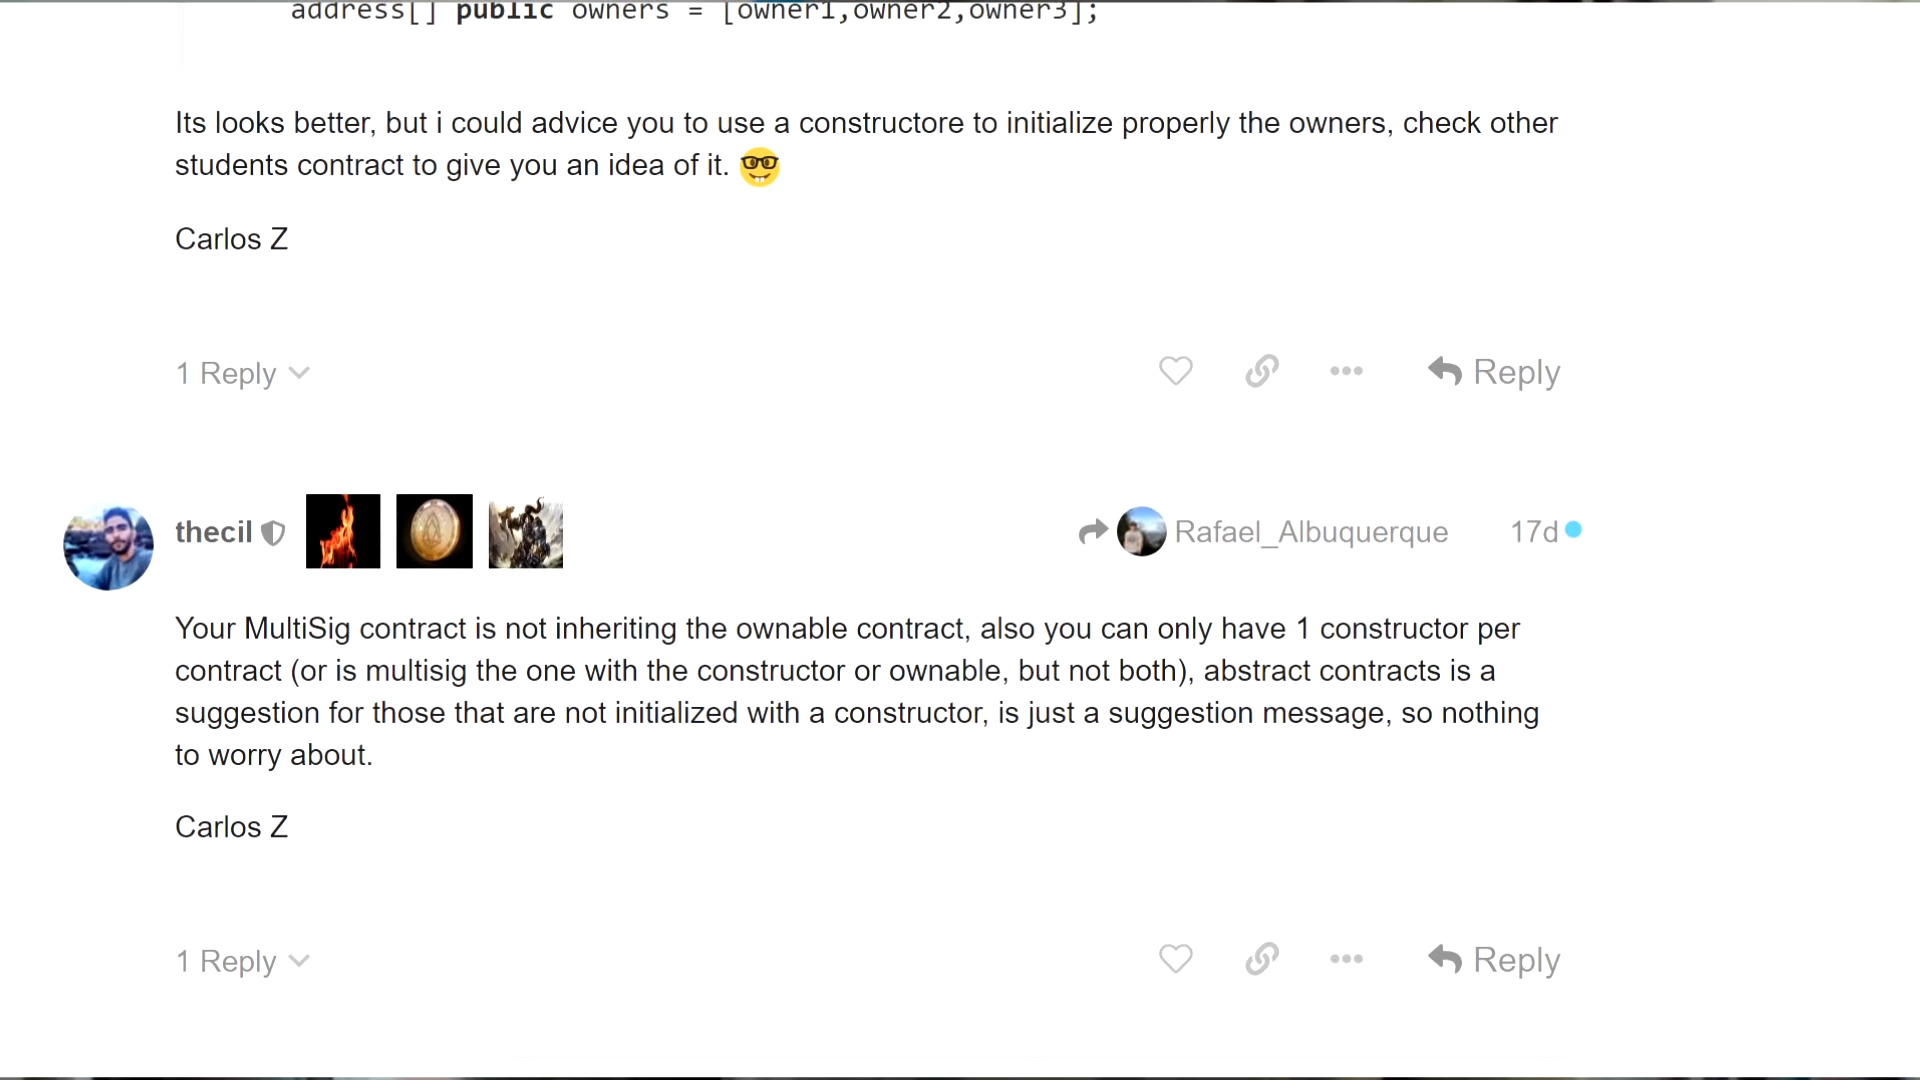 address[] public owners = [owner1,owner2,owner3];
Its looks better, but i could advice you to use a constructore to initialize properly the owners, check other
students contract to give you an idea of it. 🤓
Carlos Z
1 Reply
Reply
thecil
Rafael_Albuquerque
17d
Your MultiSig contract is not inheriting the ownable contract, also you can only have 1 constructor per
contract (or is multisig the one with the constructor or ownable, but not both), abstract contracts is a
suggestion for those that are not initialized with a constructor, is just a suggestion message, so nothing
to worry about.
Carlos Z
1 Reply
Reply